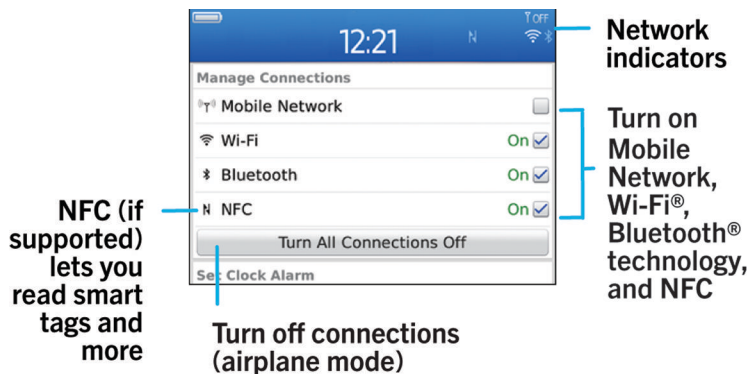 OFF
12:21
Network
indicators
Manage Connections
Mobile Network
Wi-Fi On
Bluetooth On
NFC On
Turn All Connections Off
Set Clock Alarm
Turn on
Mobile
Network,
Wi-Fi®,
Bluetooth®
technology,
and NFC
NFC (if
supported)
lets you
read smart
tags and
more
Turn off connections
(airplane mode)